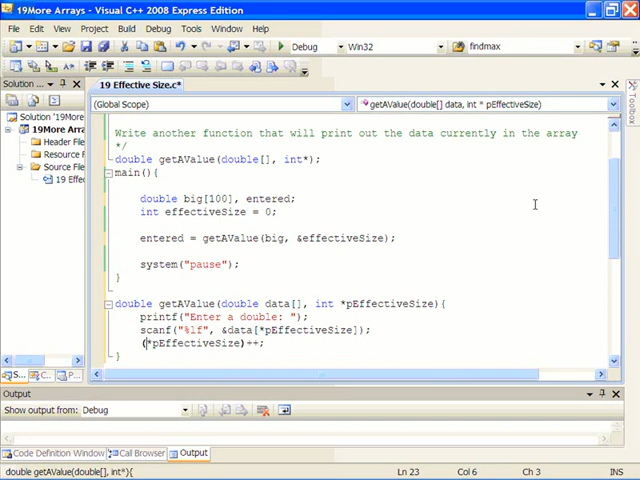 19More Arrays - Visual C++ 2008 Express Edition
File Edit View Project Build Debug Tools Window Help
Debug Win32 findmax
Solution ... 19 Effective Size.c*
(Global Scope) getAValue(double[] data, int * pEffectiveSize)
Solution '19More
19More Arra
Header File
Resource F
Source File
19 Effe
Write another function that will print out the data currently in the array
*/
double getAValue(double[], int*);
main(){
double big[100], entered;
int effectiveSize = 0;
entered = getAValue(big, &effectiveSize);
system("pause");
}
double getAValue(double data[], int *pEffectiveSize){
printf("Enter a double: ");
scanf("%lf", &data[*pEffectiveSize]);
(*pEffectiveSize)++;
}
Toolbox
S... C... P...
Output
Show output from: Debug
Code Definition Window Call Browser Output
double getAValue(double[], int*){ Ln 23 Col 6 Ch 3 INS